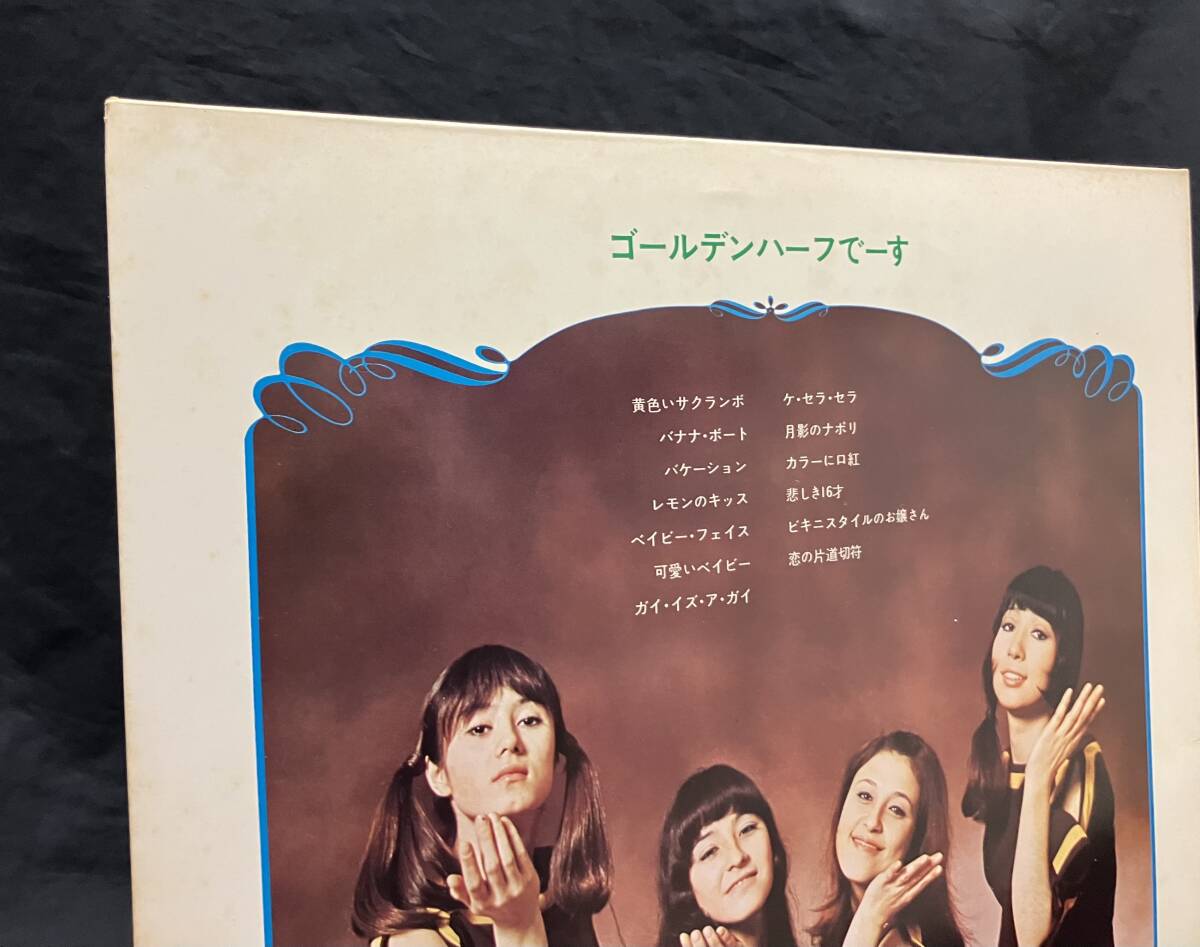 ゴールデンハーフでーす
黄色いサクランボ
バナナ・ボート
バケーション
レモンのキッス
ベイビー・フェイス
可愛いベイビー
ガイ・イズ・ア・ガイ
ケ・セラ・セラ
月影のナポリ
カラーに口紅
悲しき16才
ビキニスタイルのお嬢さん
恋の片道切符